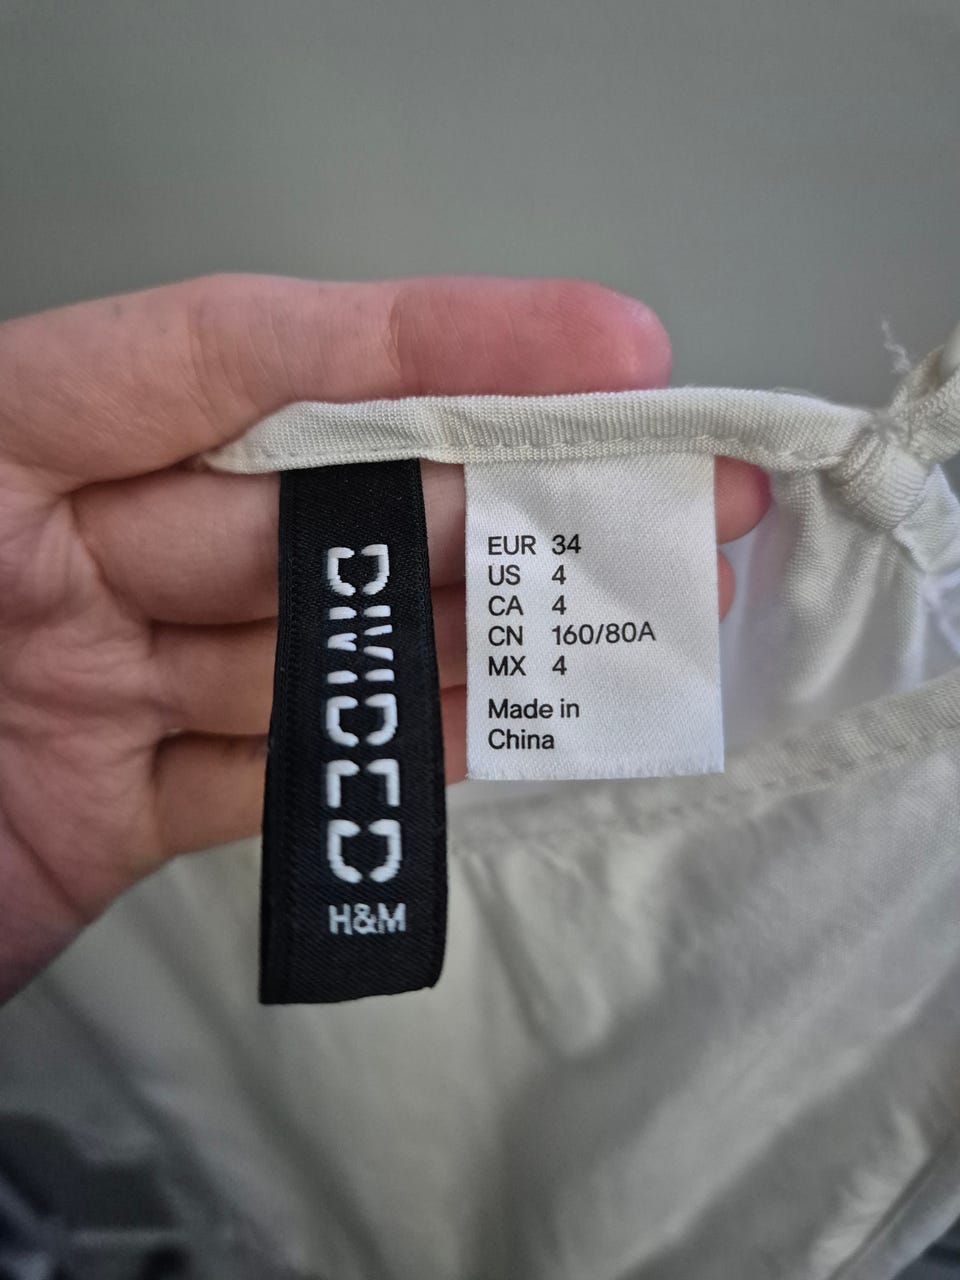 DIVIDED
H&M
EUR 34
US 4
CA 4
CN 160/80A
MX 4
Made in
China